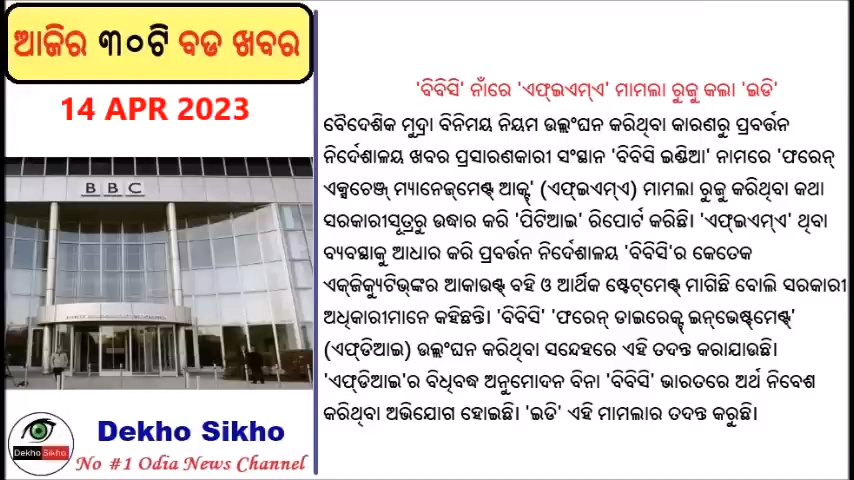 ଆଜିର ୩୦ଟି ବଡ ଖବର
14 APR 2023
BBC
Dekho Sikho
Dekho Sikho
No #1 Odia News Channel
'ବିବିସି' ନାଁରେ 'ଏଫ୍ଇଏମ୍ଏ' ମାମଲା ରୁଜୁ କଲା 'ଇଡି'
ବୈଦେଶିକ ମୁଦ୍ରା ବିନିମୟ ନିୟମ ଉଲ୍ଲଂଘନ କରିଥିବା କାରଣରୁ ପ୍ରବର୍ତ୍ତନ
ନିର୍ଦେଶାଳୟ ଖବର ପ୍ରସାରଣକାରୀ ସଂସ୍ଥାନ 'ବିବିସି ଇଣ୍ଡିଆ' ନାମରେ 'ଫରେନ୍
ଏକ୍ସଚେଞ୍ଜ୍ ମ୍ୟାନେଜ୍‌ମେଣ୍ଟ୍ ଆକ୍ଟ୍' (ଏଫ୍ଇଏମ୍ଏ) ମାମଲା ରୁଜୁ କରିଥିବା କଥା
ସରକାରୀସୂତ୍ରରୁ ଉଦ୍ଧାର କରି 'ପିଟିଆଇ' ରିପୋର୍ଟ କରିଛି। 'ଏଫ୍ଇଏମ୍ଏ' ଥିବା
ବ୍ୟବସ୍ଥାକୁ ଆଧାର କରି ପ୍ରବର୍ତ୍ତନ ନିର୍ଦେଶାଳୟ 'ବିବିସି'ର କେତେକ
ଏକ୍‌ଜିକ୍ୟୁଟିଭ୍‌ଙ୍କର ଆକାଉଣ୍ଟ୍ ବହି ଓ ଆର୍ଥିକ ଷ୍ଟେଟ୍‌ମେଣ୍ଟ୍ ମାଗିଛି ବୋଲି ସରକାରୀ
ଅଧିକାରୀମାନେ କହିଛନ୍ତି। 'ବିବିସି' 'ଫରେନ୍ ଡାଇରେକ୍ଟ୍ ଇନ୍‌ଭେଷ୍ଟ୍‌ମେଣ୍ଟ୍'
(ଏଫ୍‌ଡିଆଇ) ଉଲ୍ଲଂଘନ କରିଥିବା ସନ୍ଦେହରେ ଏହି ତଦନ୍ତ କରାଯାଉଛି।
'ଏଫ୍‌ଡିଆଇ'ର ବିଧିବଦ୍ଧ ଅନୁମୋଦନ ବିନା 'ବିବିସି' ଭାରତରେ ଅର୍ଥ ନିବେଶ
କରିଥିବା ଅଭିଯୋଗ ହୋଇଛି। 'ଇଡି' ଏହି ମାମଲାର ତଦନ୍ତ କରୁଛି।